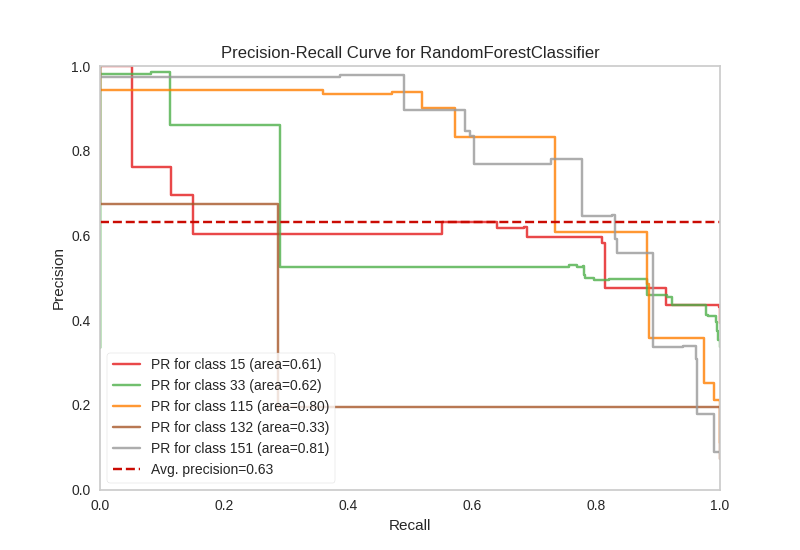 Precision-Recall Curve for RandomForestClassifier
1.0
0.8
0.6
0.4
0.2
0.0
Precision
PR for class 15 (area=0.61)
PR for class 33 (area=0.62)
PR for class 115 (area=0.80)
PR for class 132 (area=0.33)
PR for class 151 (area=0.81)
Avg. precision=0.63
0.0 0.2 0.4 0.6 0.8 1.0
Recall